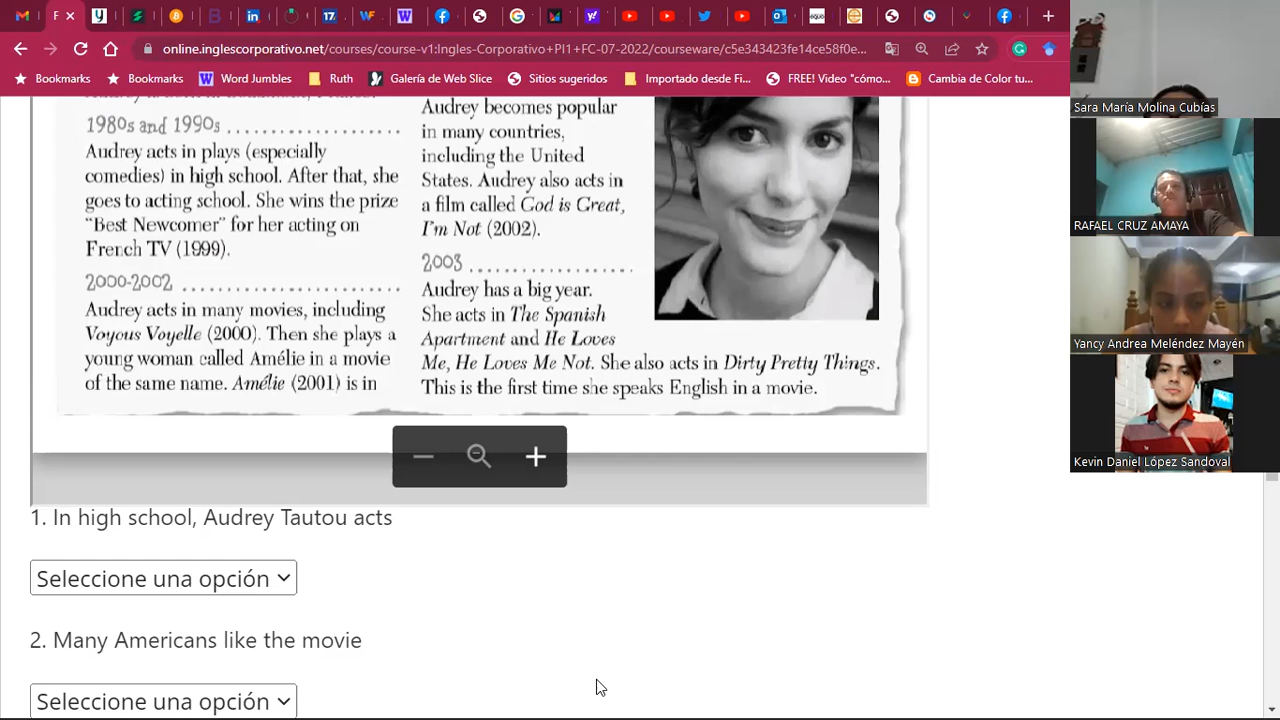 F
17
online.inglescorporativo.net/courses/course-v1:Ingles-Corporativo+PI1+FC-07-2022/courseware/c5e343423fe14ce58f0e...
Bookmarks
Bookmarks
Word Jumbles
Ruth
Galería de Web Slice
Sitios sugeridos
Importado desde Fi...
FREE! Video "cómo...
Cambia de Color tu...
1980s and 1990s
Audrey acts in plays (especially
comedies) in high school. After that, she
goes to acting school. She wins the prize
“Best Newcomer” for her acting on
French TV (1999).
2000-2002
Audrey acts in many movies, including
Voyous Voyelle (2000). Then she plays a
young woman called Amélie in a movie
of the same name. Amélie (2001) is in
Audrey becomes popular
in many countries,
including the United
States. Audrey also acts in
a film called God is Great,
I'm Not (2002).
2003
Audrey has a big year.
She acts in The Spanish
Apartment and He Loves
Me, He Loves Me Not. She also acts in Dirty Pretty Things.
This is the first time she speaks English in a movie.
1. In high school, Audrey Tautou acts
Seleccione una opción
2. Many Americans like the movie
Seleccione una opción
Sara María Molina Cubías
RAFAEL CRUZ AMAYA
Yancy Andrea Meléndez Mayén
Kevin Daniel López Sandoval